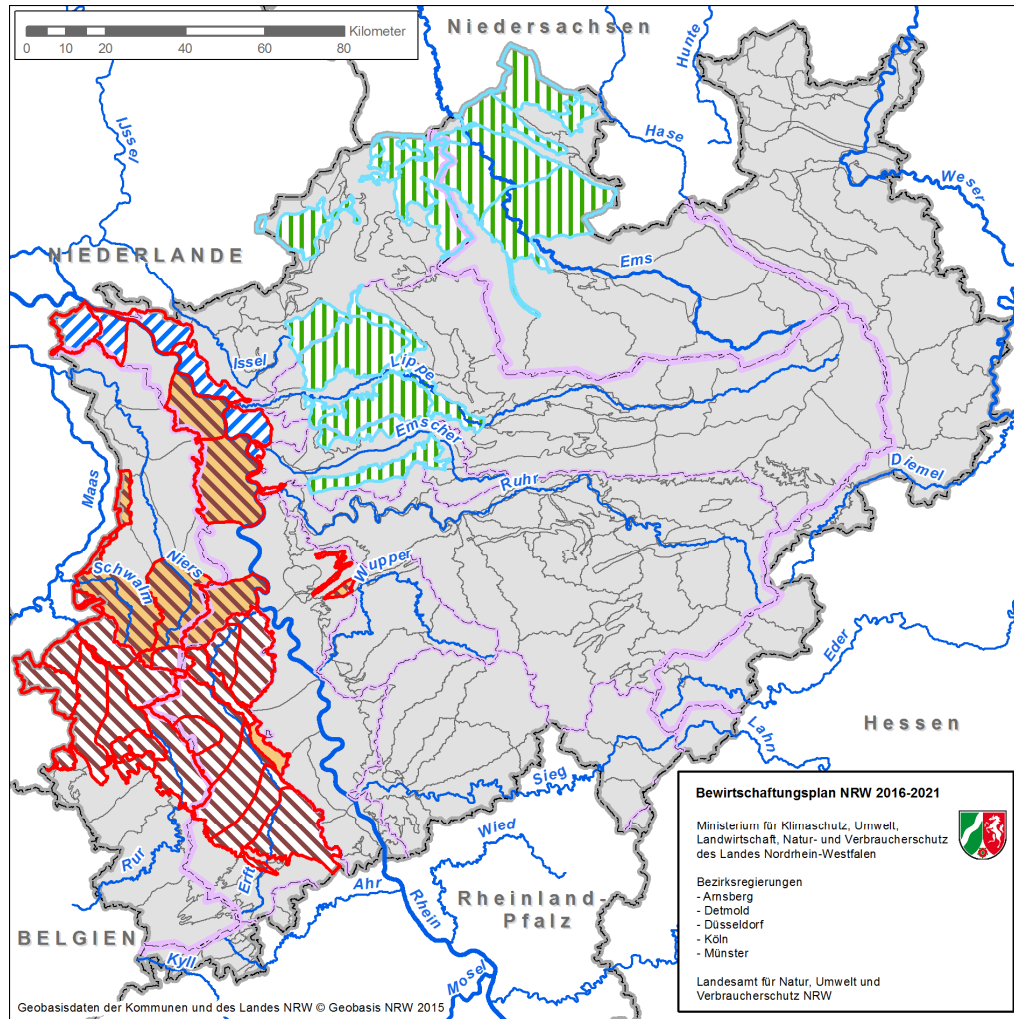 Niedersachsen
Kilometer
0 10 20 40 60 80
Hunte
IJssel
Hase
Weser
NIEDERLANDE
Ems
Issel
Lippe
Emscher
Diemel
Maas
Ruhr
Niers
Schwalm
Wupper
Eder
Hessen
Lahn
Sieg
Wied
Rur
Erft
Ahr
Rhein
Rheinland-
Pfalz
BELGIEN
Kyll
Mosel
Bewirtschaftungsplan NRW 2016-2021
Ministerium für Klimaschutz, Umwelt,
Landwirtschaft, Natur- und Verbraucherschutz
des Landes Nordrhein-Westfalen
Bezirksregierungen
- Arnsberg
- Detmold
- Düsseldorf
- Köln
- Münster
Landesamt für Natur, Umwelt und
Verbraucherschutz NRW
Geobasisdaten der Kommunen und des Landes NRW © Geobasis NRW 2015